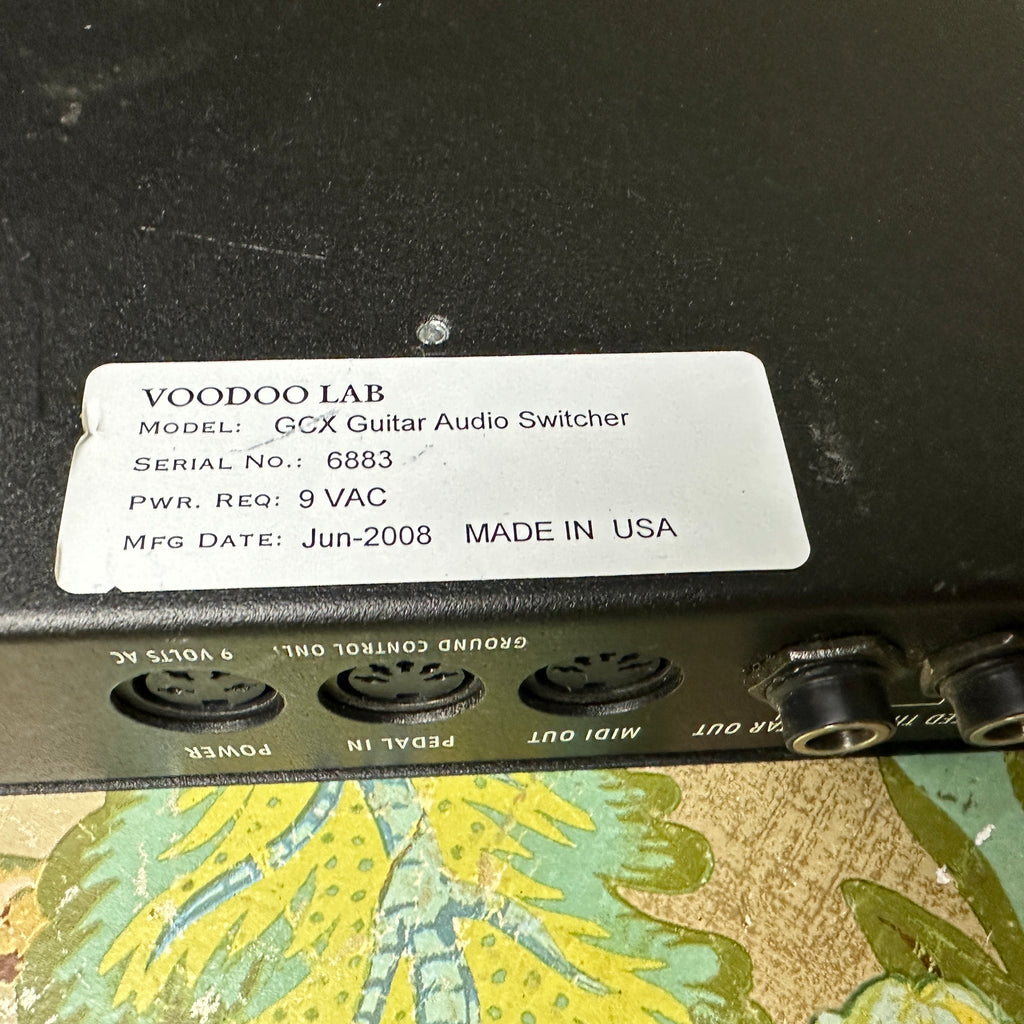 VOODOO LAB
MODEL: GCX Guitar Audio Switcher
SERIAL NO.: 6883
PWR. REQ: 9 VAC
MFG DATE: Jun-2008 MADE IN USA
9 VOLTS AC
GROUND CONTROL
POWER
PEDAL IN
MIDI OUT
OUT